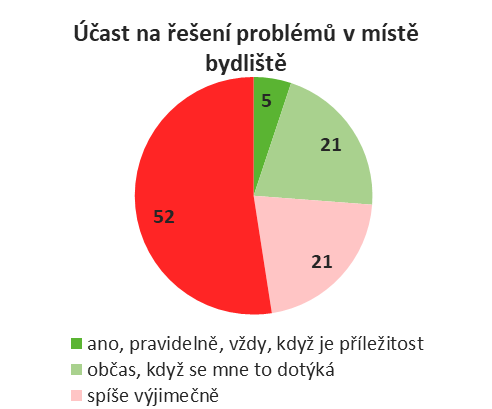 Účast na řešení problémů v místě
bydliště
5
21
21
52
ano, pravidelně, vždy, když je příležitost
občas, když se mne to dotýká
spíše výjimečně